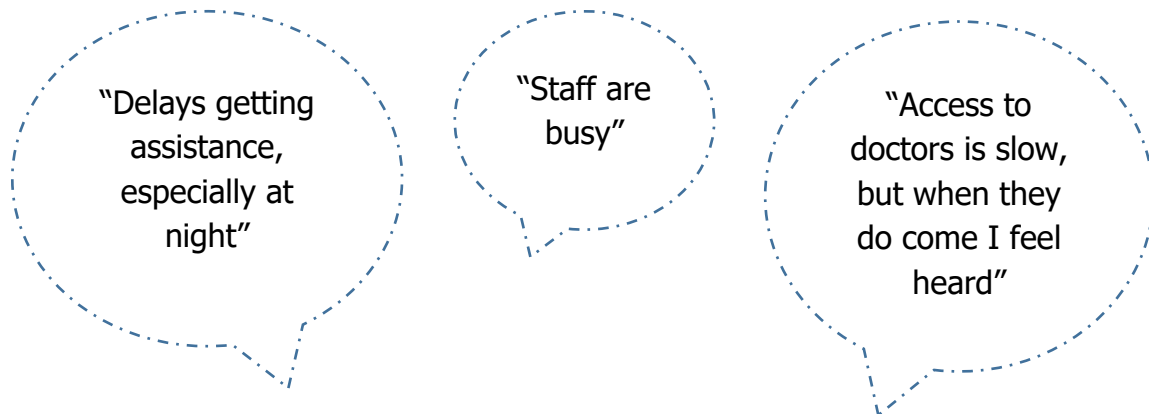 “Delays getting
assistance,
especially at
night”
“Staff are
busy”
“Access to
doctors is slow,
but when they
do come I feel
heard”